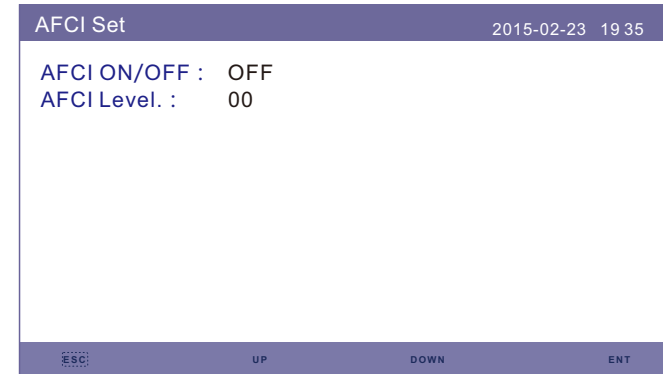 AFCI Set 2015-02-23 19 35
AFCI ON/OFF : OFF
AFCI Level. : 00
ESC UP DOWN ENT